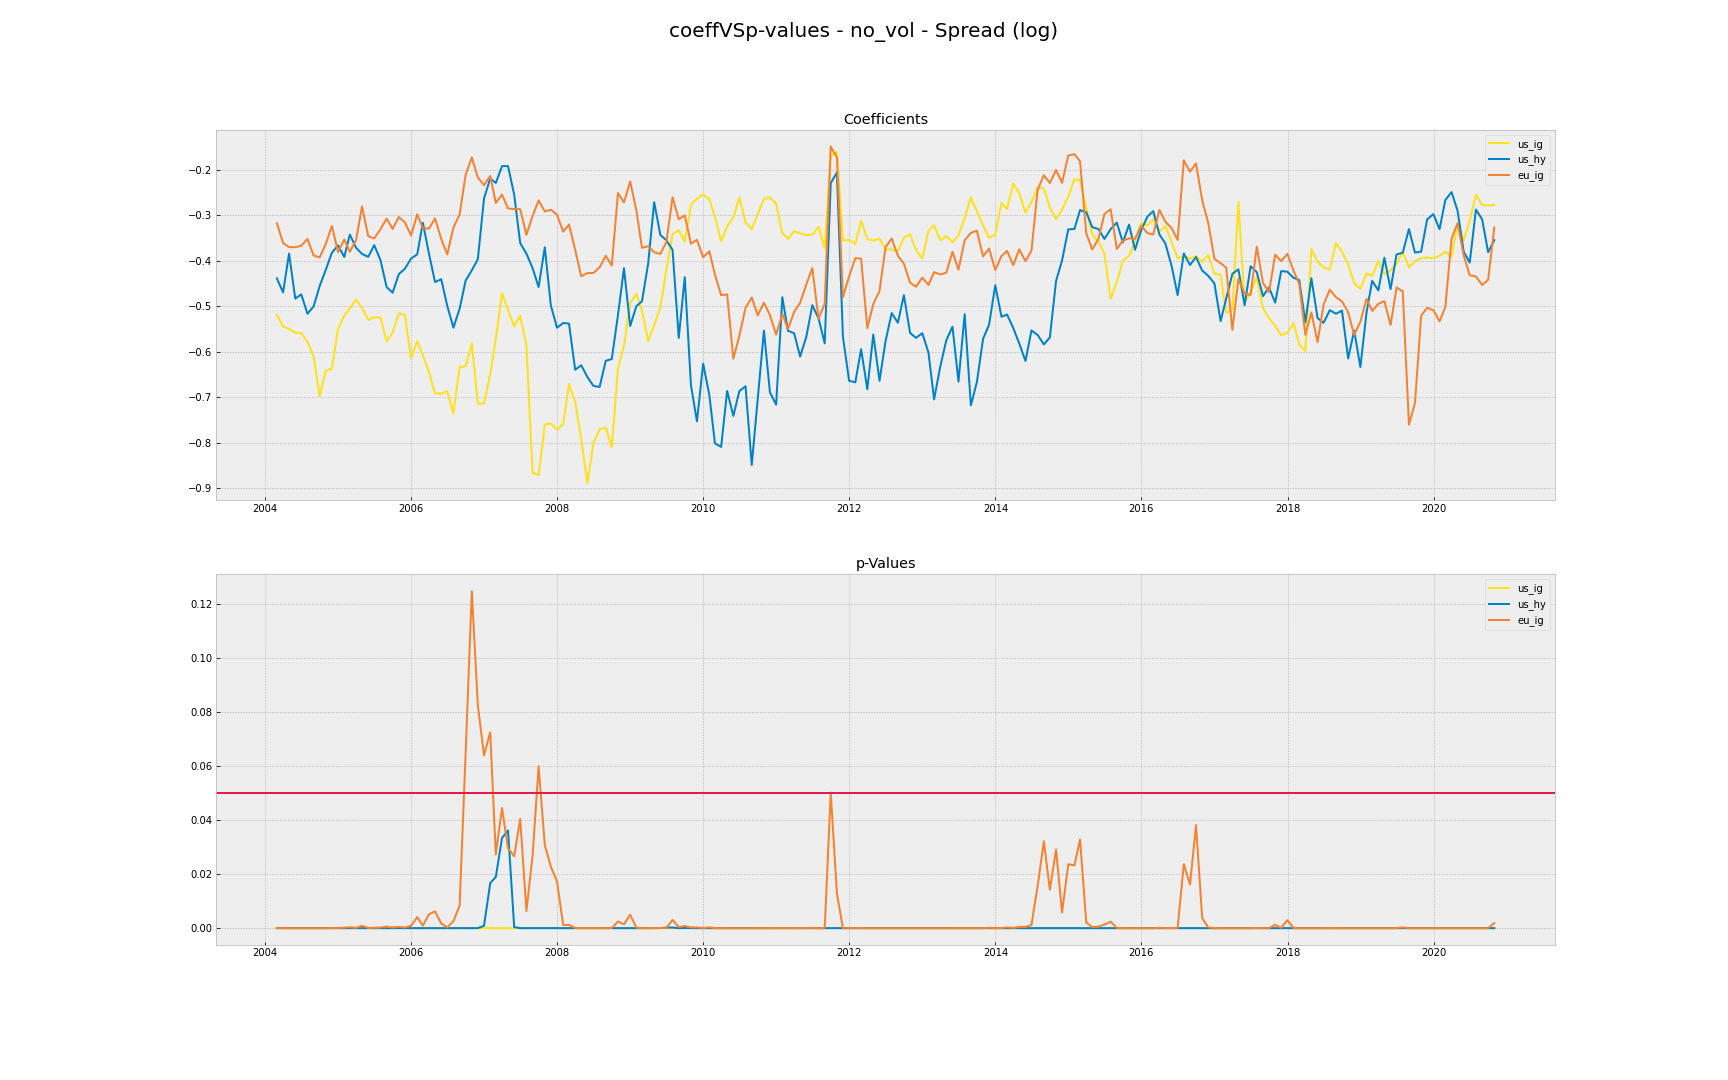 coeffVSp-values - no_vol - Spread (log)
Coefficients
us_ig
us_hy
eu_ig
−0.2
−0.3
−0.4
−0.5
−0.6
−0.7
−0.8
−0.9
2004 2006 2008 2010 2012 2014 2016 2018 2020
p-Values
us_ig
us_hy
eu_ig
0.12
0.10
0.08
0.06
0.04
0.02
0.00
2004 2006 2008 2010 2012 2014 2016 2018 2020